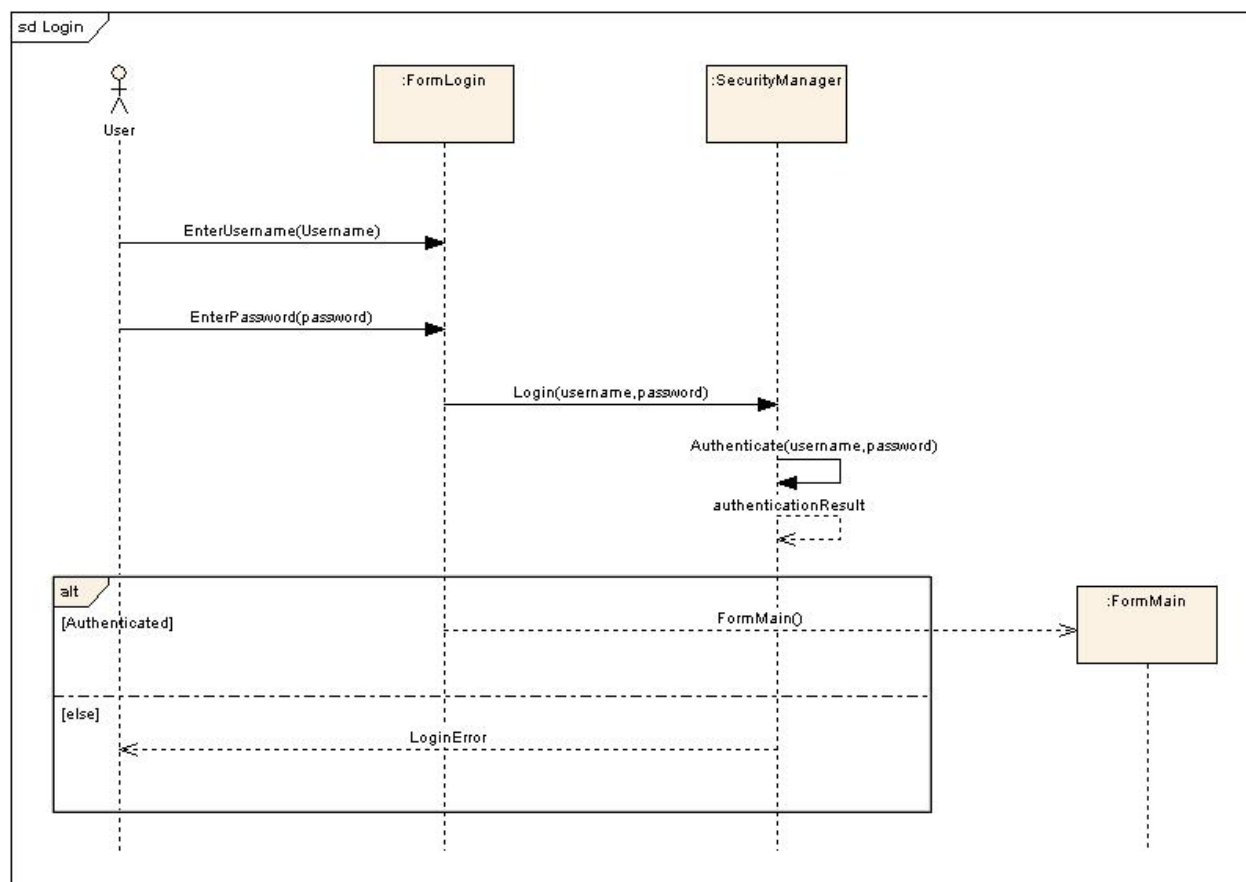 sd Login
User
:FormLogin
:SecurityManager
EnterUsername(Username)
EnterPassword(password)
Login(username,password)
Authenticate(username,password)
authenticationResult
alt
[Authenticated]
FormMain()
:FormMain
[else]
LoginError